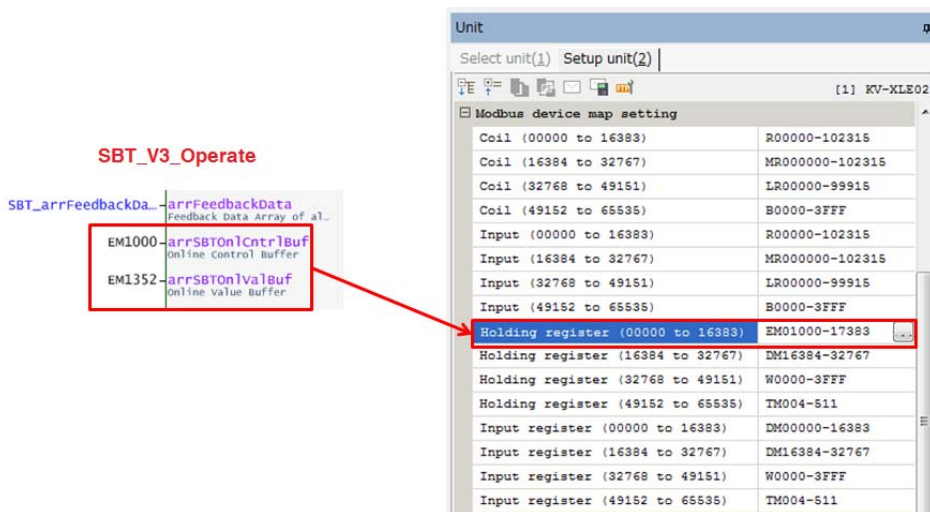 SBT_V3_Operate
SBT_arrFeedbackDa… arrFeedbackData
Feedback Data Array of al…
EM1000 arrSBTOnlCntrlBuf
Online Control Buffer
EM1352 arrSBTOnlValBuf
Online Value Buffer
Unit
Select unit(1) Setup unit(2)
[1] KV-XLE02
Modbus device map setting
Coil (00000 to 16383) R00000-102315
Coil (16384 to 32767) MR000000-102315
Coil (32768 to 49151) LR00000-99915
Coil (49152 to 65535) B0000-3FFF
Input (00000 to 16383) R00000-102315
Input (16384 to 32767) MR000000-102315
Input (32768 to 49151) LR00000-99915
Input (49152 to 65535) B0000-3FFF
Holding register (00000 to 16383) EM01000-17383 ...
Holding register (16384 to 32767) DM16384-32767
Holding register (32768 to 49151) W0000-3FFF
Holding register (49152 to 65535) TM004-511
Input register (00000 to 16383) DM00000-16383
Input register (16384 to 32767) DM16384-32767
Input register (32768 to 49151) W0000-3FFF
Input register (49152 to 65535) TM004-511